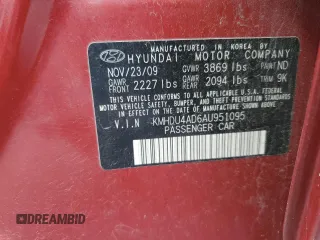 MANUFACTURED IN KOREA BY
HYUNDAI MOTOR COMPANY
NOV/23/09 GVWR 3869 lbs PAINT ND
GAWR FRONT 2227 lbs GAWR REAR 2094 lbs TRIM 9K
THIS VEHICLE CONFORMS TO ALL APPLICABLE FEDERAL
MOTOR VEHICLE SAFETY, BUMPER, AND THEFT PREVENTION
STANDARDS IN EFFECT ON THE DATE OF MANUFACTURE
SHOWN ABOVE.
V.I.N KMHDU4AD6AU951095
PASSENGER CAR
DREAMBID